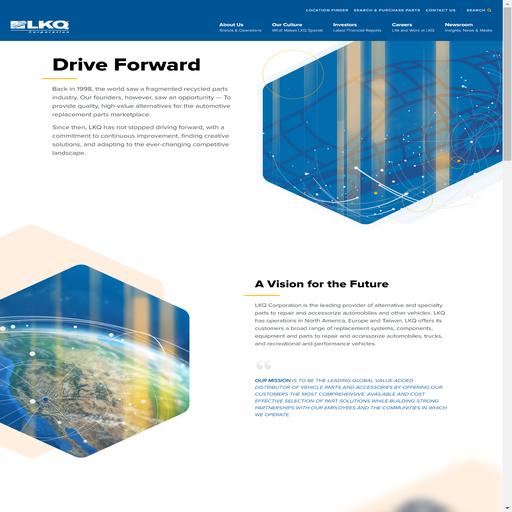 LOCATION FINDER SEARCH & PURCHASE PARTS CONTACT US SEARCH
LKQ
Corporation
About Us Our Culture Investors Careers Newsroom
Brands & Operations What Makes LKQ Special Latest Financial Reports Life and Work at LKQ Insights, News & Media
Drive Forward
Back in 1998, the world saw a fragmented recycled parts
industry. Our founders, however, saw an opportunity — To
provide quality, high-value alternatives for the automotive
replacement parts marketplace.
Since then, LKQ has not stopped driving forward, with a
commitment to continuous improvement, finding creative
solutions, and adapting to the ever-changing competitive
landscape.
A Vision for the Future
LKQ Corporation is the leading provider of alternative and specialty
parts to repair and accessorize automobiles and other vehicles. LKQ
has operations in North America, Europe and Taiwan. LKQ offers its
customers a broad range of replacement systems, components,
equipment and parts to repair and accessorize automobiles, trucks,
and recreational and performance vehicles.
“
OUR MISSION IS TO BE THE LEADING GLOBAL VALUE-ADDED
DISTRIBUTOR OF VEHICLE PARTS AND ACCESSORIES BY OFFERING OUR
CUSTOMERS THE MOST COMPREHENSIVE, AVAILABLE AND COST
EFFECTIVE SELECTION OF PART SOLUTIONS WHILE BUILDING STRONG
PARTNERSHIPS WITH OUR EMPLOYEES AND THE COMMUNITIES IN WHICH
WE OPERATE.